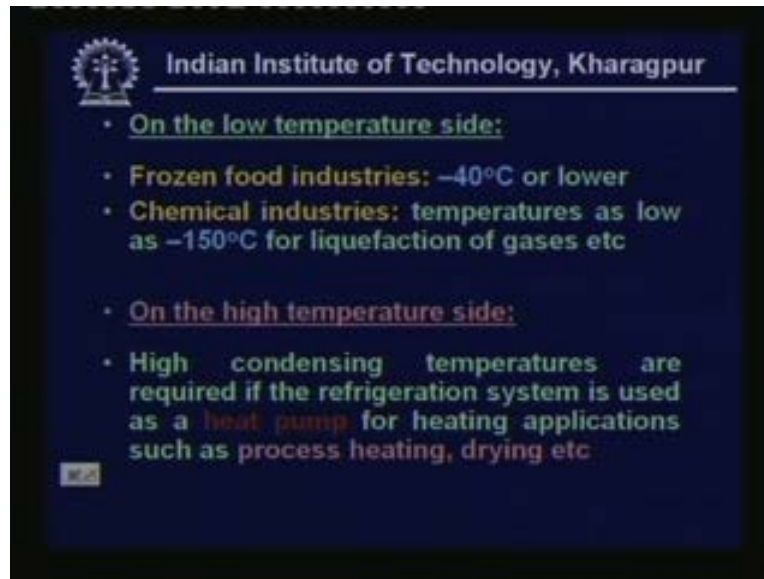 Indian Institute of Technology, Kharagpur
• On the low temperature side:
• Frozen food industries: –40°C or lower
• Chemical industries: temperatures as low
as –150°C for liquefaction of gases etc
• On the high temperature side:
• High condensing temperatures are
required if the refrigeration system is used
as a heat pump for heating applications
such as process heating, drying etc